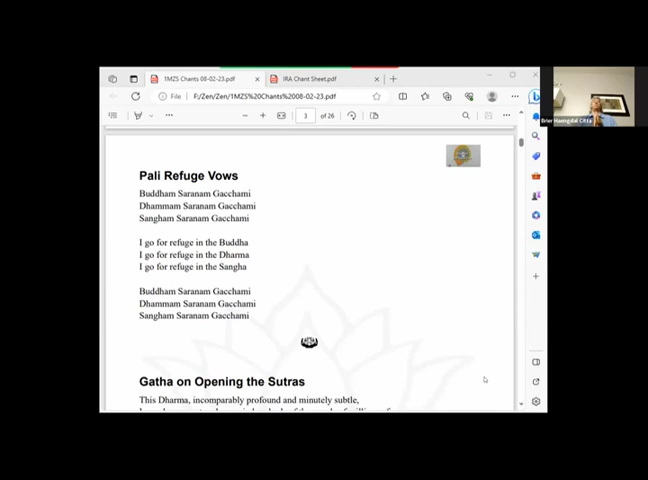 1MZS Chants 08-02-23.pdf
IRA Chant Sheet.pdf
File
F:/Zen/Zen/1MZS%20Chants%2008-02-23.pdf
3 of 26
Pali Refuge Vows
Buddham Saranam Gacchami
Dhammam Saranam Gacchami
Sangham Saranam Gacchami
I go for refuge in the Buddha
I go for refuge in the Dharma
I go for refuge in the Sangha
Buddham Saranam Gacchami
Dhammam Saranam Gacchami
Sangham Saranam Gacchami
Gatha on Opening the Sutras
This Dharma, incomparably profound and minutely subtle,